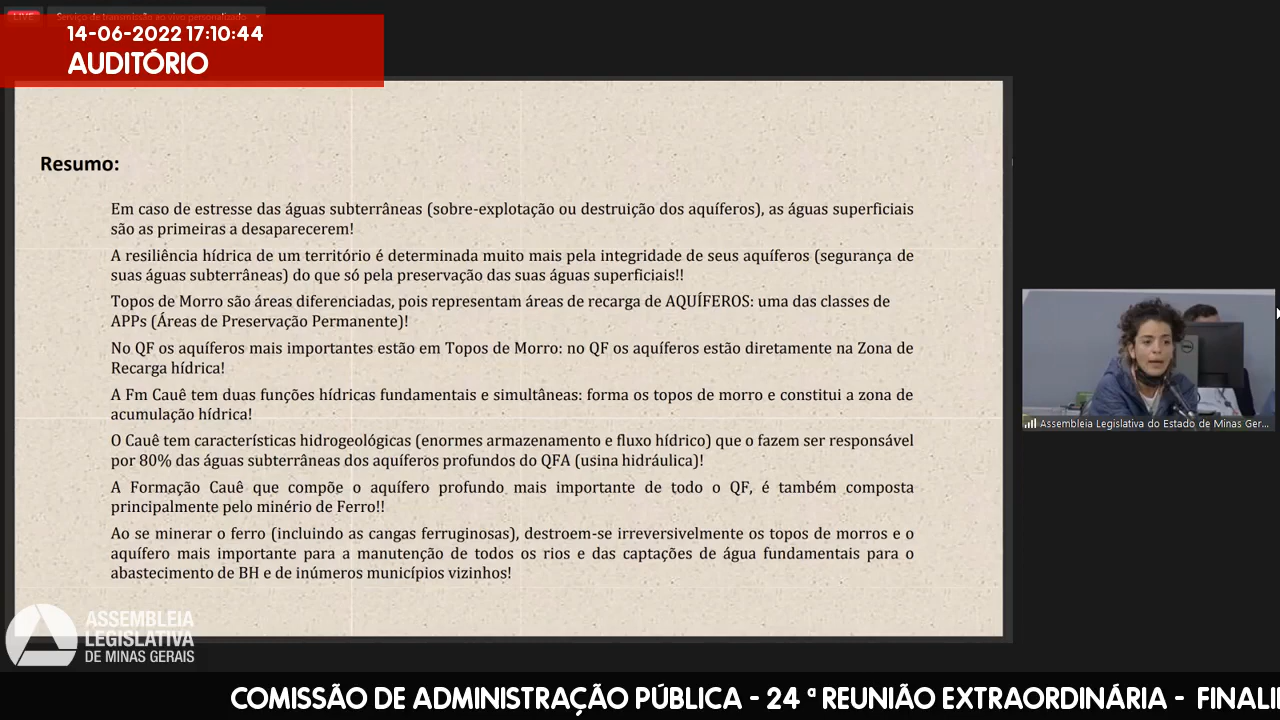 LIVE
Serviço de transmissão ao vivo personalizado
14-06-2022 17:10:44
AUDITÓRIO
Resumo:
Em caso de estresse das águas subterrâneas (sobre-explotação ou destruição dos aquíferos), as águas superficiais
são as primeiras a desaparecerem!
A resiliência hídrica de um território é determinada muito mais pela integridade de seus aquíferos (segurança de
suas águas subterrâneas) do que só pela preservação das suas águas superficiais!!
Topos de Morro são áreas diferenciadas, pois representam áreas de recarga de AQUÍFEROS: uma das classes de
APPs (Áreas de Preservação Permanente)!
No QF os aquíferos mais importantes estão em Topos de Morro: no QF os aquíferos estão diretamente na Zona de
Recarga hídrica!
A Fm Cauê tem duas funções hídricas fundamentais e simultâneas: forma os topos de morro e constitui a zona de
acumulação hídrica!
O Cauê tem características hidrogeológicas (enormes armazenamento e fluxo hídrico) que o fazem ser responsável
por 80% das águas subterrâneas dos aquíferos profundos do QFA (usina hidráulica)!
A Formação Cauê que compõe o aquífero profundo mais importante de todo o QF, é também composta
principalmente pelo minério de Ferro!!
Ao se minerar o ferro (incluindo as cangas ferruginosas), destroem-se irreversivelmente os topos de morros e o
aquífero mais importante para a manutenção de todos os rios e das captações de água fundamentais para o
abastecimento de BH e de inúmeros municípios vizinhos!
Assembleia Legislativa do Estado de Minas Ger...
ASSEMBLEIA
LEGISLATIVA
DE MINAS GERAIS
COMISSÃO DE ADMINISTRAÇÃO PÚBLICA - 24 ª REUNIÃO EXTRAORDINÁRIA - FINALI